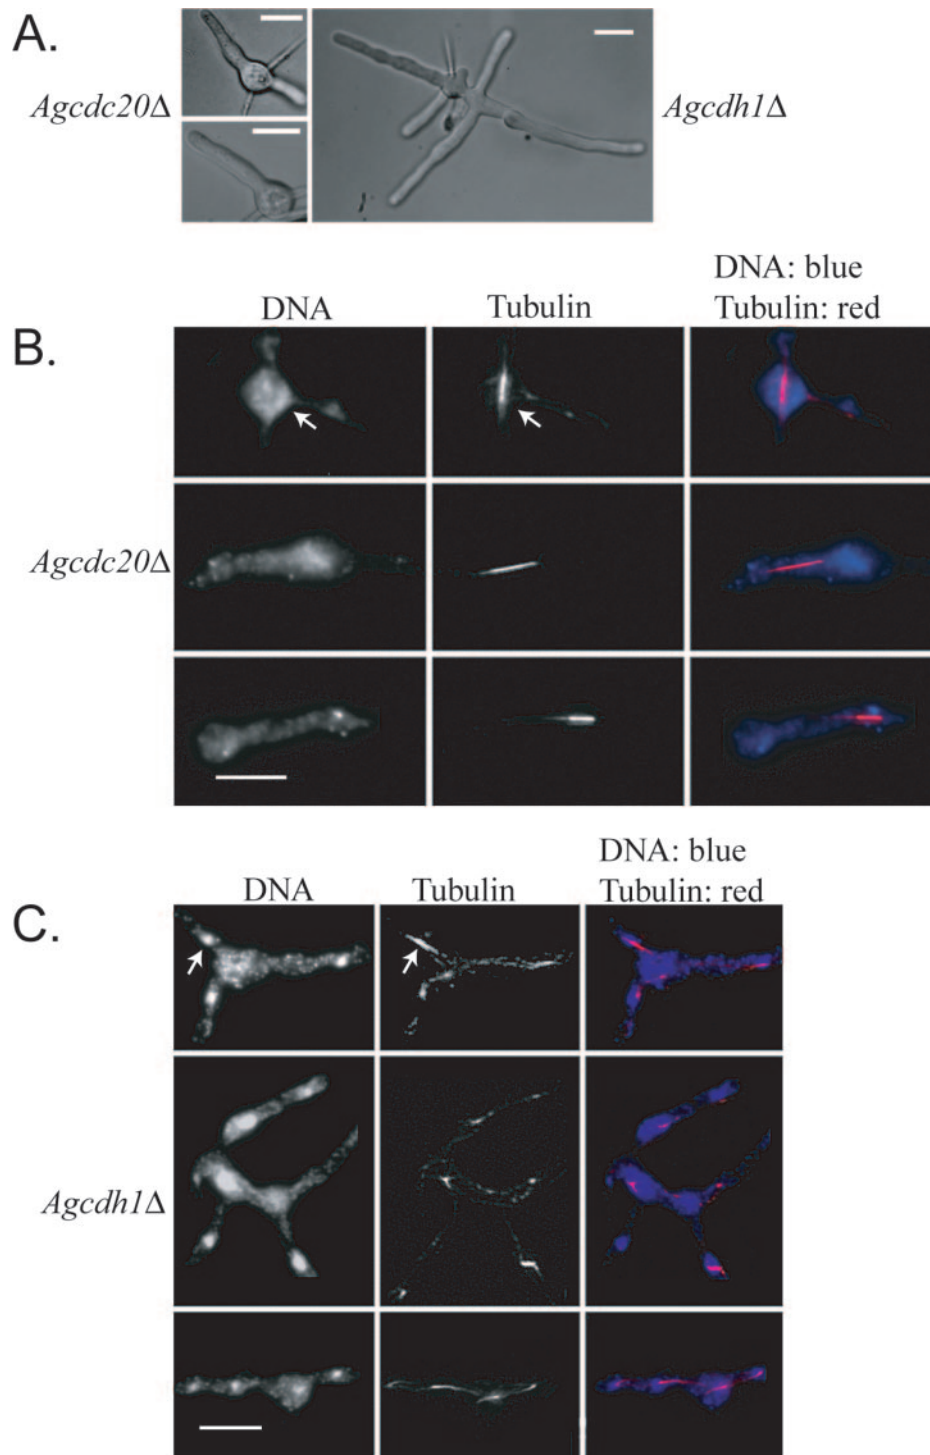 A.
Agcdc20Δ
Agcdh1Δ
DNA: blue
DNA
Tubulin
Tubulin: red
B.
Agcdc20Δ
DNA: blue
DNA
Tubulin
Tubulin: red
C.
Agcdh1Δ